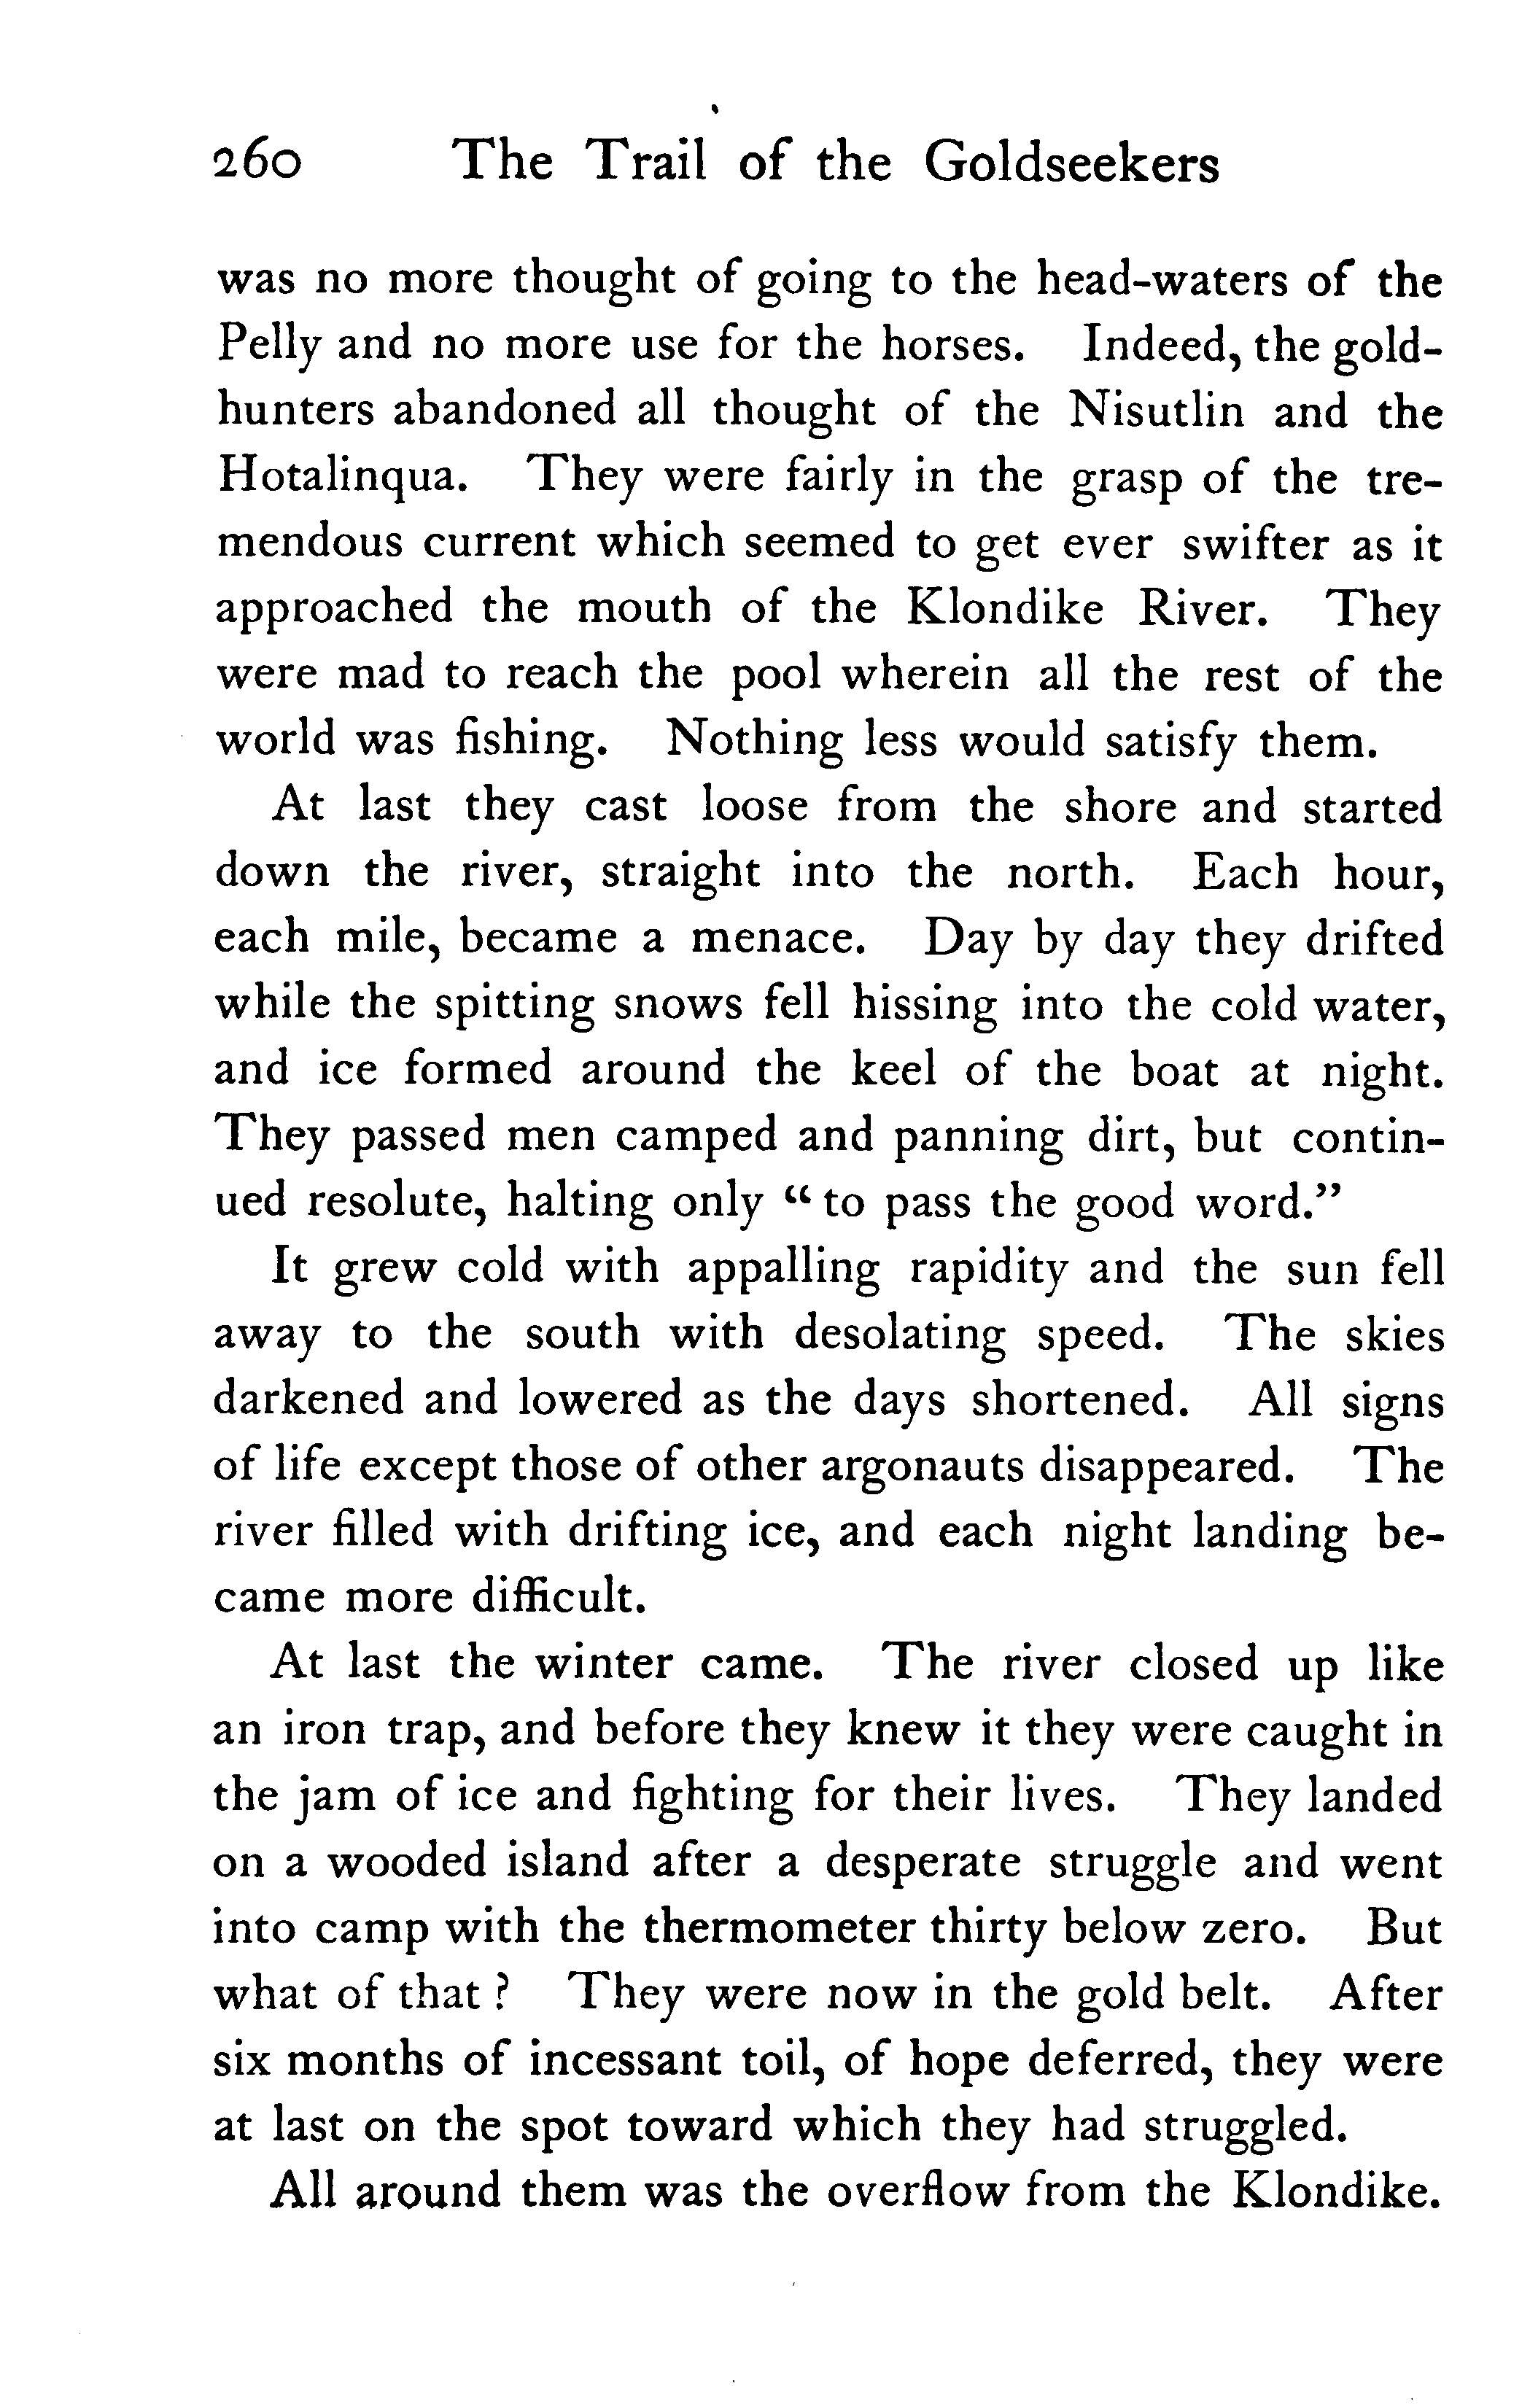 260 The Trail of the Goldseekers
was no more thought of going to the head-waters of the
Pelly and no more use for the horses. Indeed, the gold-
hunters abandoned all thought of the Nisutlin and the
Hotalinqua. They were fairly in the grasp of the tre-
mendous current which seemed to get ever swifter as it
approached the mouth of the Klondike River. They
were mad to reach the pool wherein all the rest of the
world was fishing. Nothing less would satisfy them.
At last they cast loose from the shore and started
down the river, straight into the north. Each hour,
each mile, became a menace. Day by day they drifted
while the spitting snows fell hissing into the cold water,
and ice formed around the keel of the boat at night.
They passed men camped and panning dirt, but contin-
ued resolute, halting only “ to pass the good word.”
It grew cold with appalling rapidity and the sun fell
away to the south with desolating speed. The skies
darkened and lowered as the days shortened. All signs
of life except those of other argonauts disappeared. The
river filled with drifting ice, and each night landing be-
came more difficult.
At last the winter came. The river closed up like
an iron trap, and before they knew it they were caught in
the jam of ice and fighting for their lives. They landed
on a wooded island after a desperate struggle and went
into camp with the thermometer thirty below zero. But
what of that ? They were now in the gold belt. After
six months of incessant toil, of hope deferred, they were
at last on the spot toward which they had struggled.
All around them was the overflow from the Klondike.